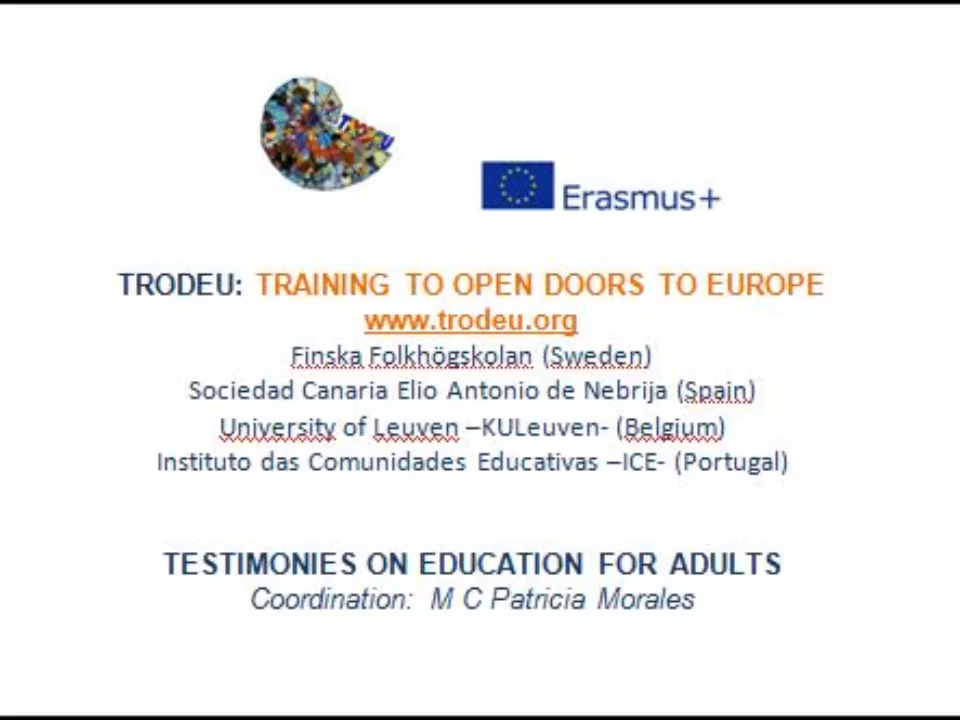 TRODEU
Erasmus+
TRODEU: TRAINING TO OPEN DOORS TO EUROPE
www.trodeu.org
Finska Folkhögskolan (Sweden)
Sociedad Canaria Elio Antonio de Nebrija (Spain)
University of Leuven –KULeuven- (Belgium)
Instituto das Comunidades Educativas –ICE- (Portugal)
TESTIMONIES ON EDUCATION FOR ADULTS
Coordination: M C Patricia Morales